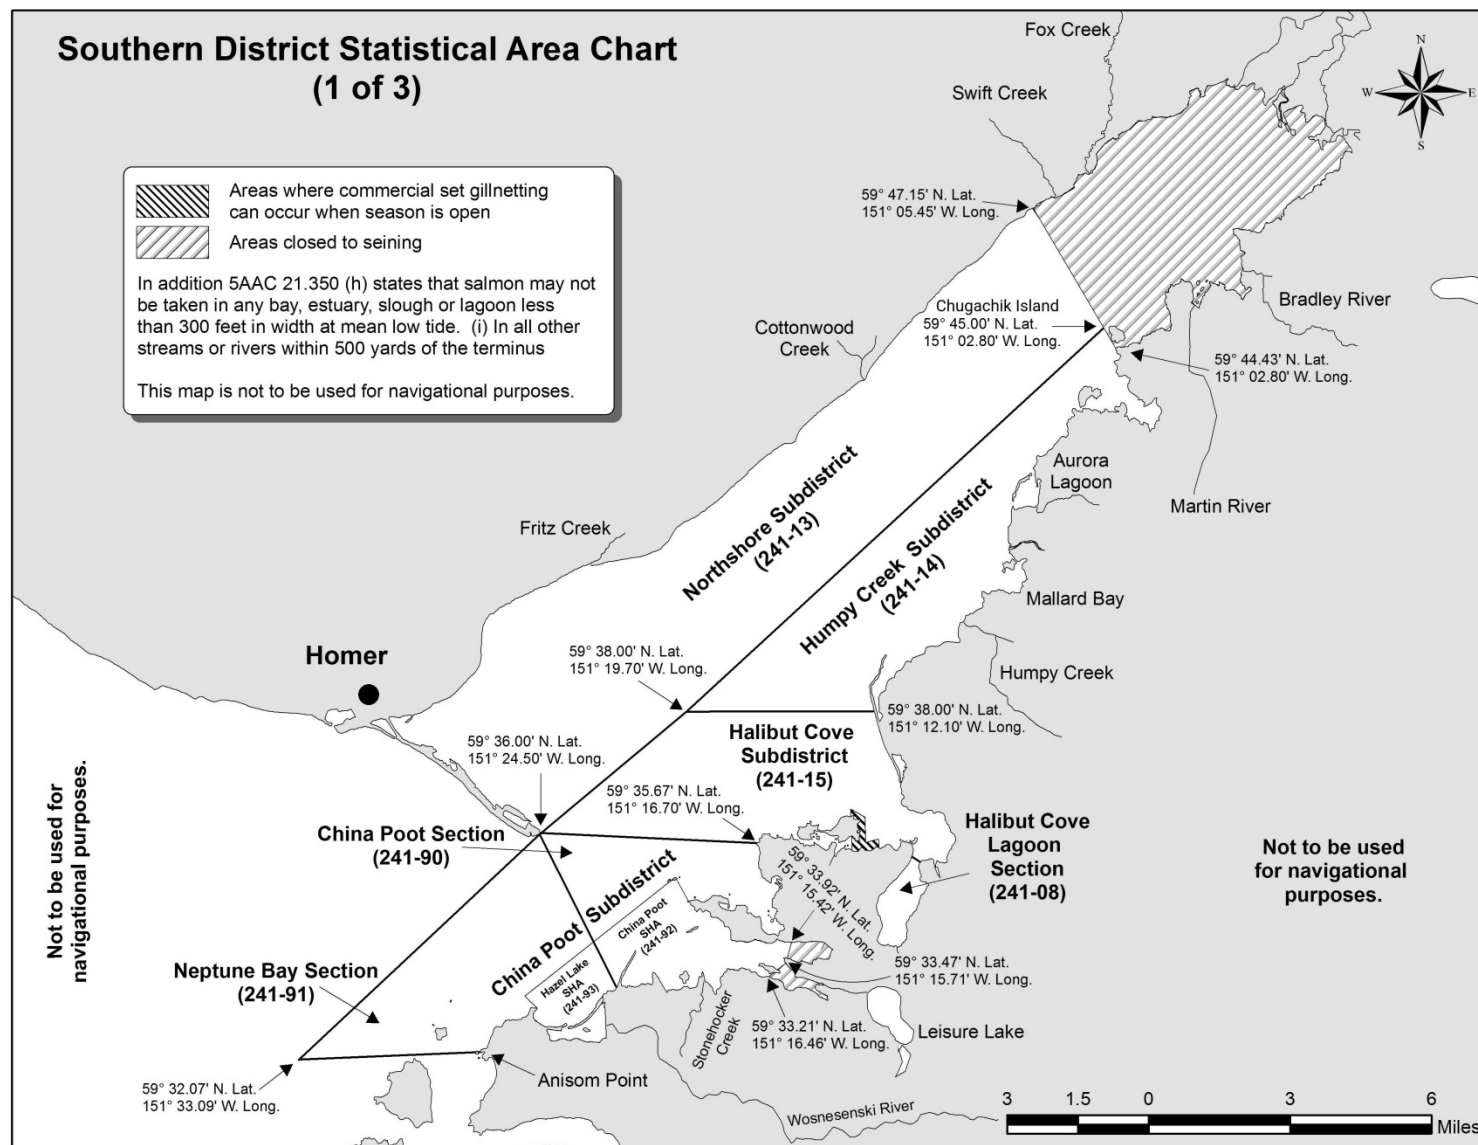 Southern District Statistical Area Chart
(1 of 3)
Fox Creek
Swift Creek
N
W
E
S
Areas where commercial set gillnetting
can occur when season is open
Areas closed to seining
In addition 5AAC 21.350 (h) states that salmon may not
be taken in any bay, estuary, slough or lagoon less
than 300 feet in width at mean low tide. (i) In all other
streams or rivers within 500 yards of the terminus
This map is not to be used for navigational purposes.
59° 47.15' N. Lat.
151° 05.45' W. Long.
Chugachik Island
59° 45.00' N. Lat.
151° 02.80' W. Long.
Bradley River
Cottonwood
Creek
59° 44.43' N. Lat.
151° 02.80' W. Long.
Aurora
Lagoon
Martin River
Northshore Subdistrict
(241-13)
Humpy Creek Subdistrict
(241-14)
Fritz Creek
Mallard Bay
Homer
59° 38.00' N. Lat.
151° 19.70' W. Long.
Humpy Creek
59° 38.00' N. Lat.
151° 12.10' W. Long.
Halibut Cove
Subdistrict
(241-15)
59° 36.00' N. Lat.
151° 24.50' W. Long.
59° 35.67' N. Lat.
151° 16.70' W. Long.
Not to be used for
navigational purposes.
China Poot Section
(241-90)
Halibut Cove
Lagoon
Section
(241-08)
Not to be used
for navigational
purposes.
China Poot Subdistrict
59° 33.92' N. Lat.
151° 15.42' W. Long.
China Poot
SHA
(241-92)
Hazel Lake
SHA
(241-93)
Neptune Bay Section
(241-91)
59° 33.47' N. Lat.
151° 15.71' W. Long.
Stonehocker
Creek
59° 33.21' N. Lat.
151° 16.46' W. Long.
Leisure Lake
Anisom Point
59° 32.07' N. Lat.
151° 33.09' W. Long.
Wosnesenski River
3 1.5 0 3 6
Miles